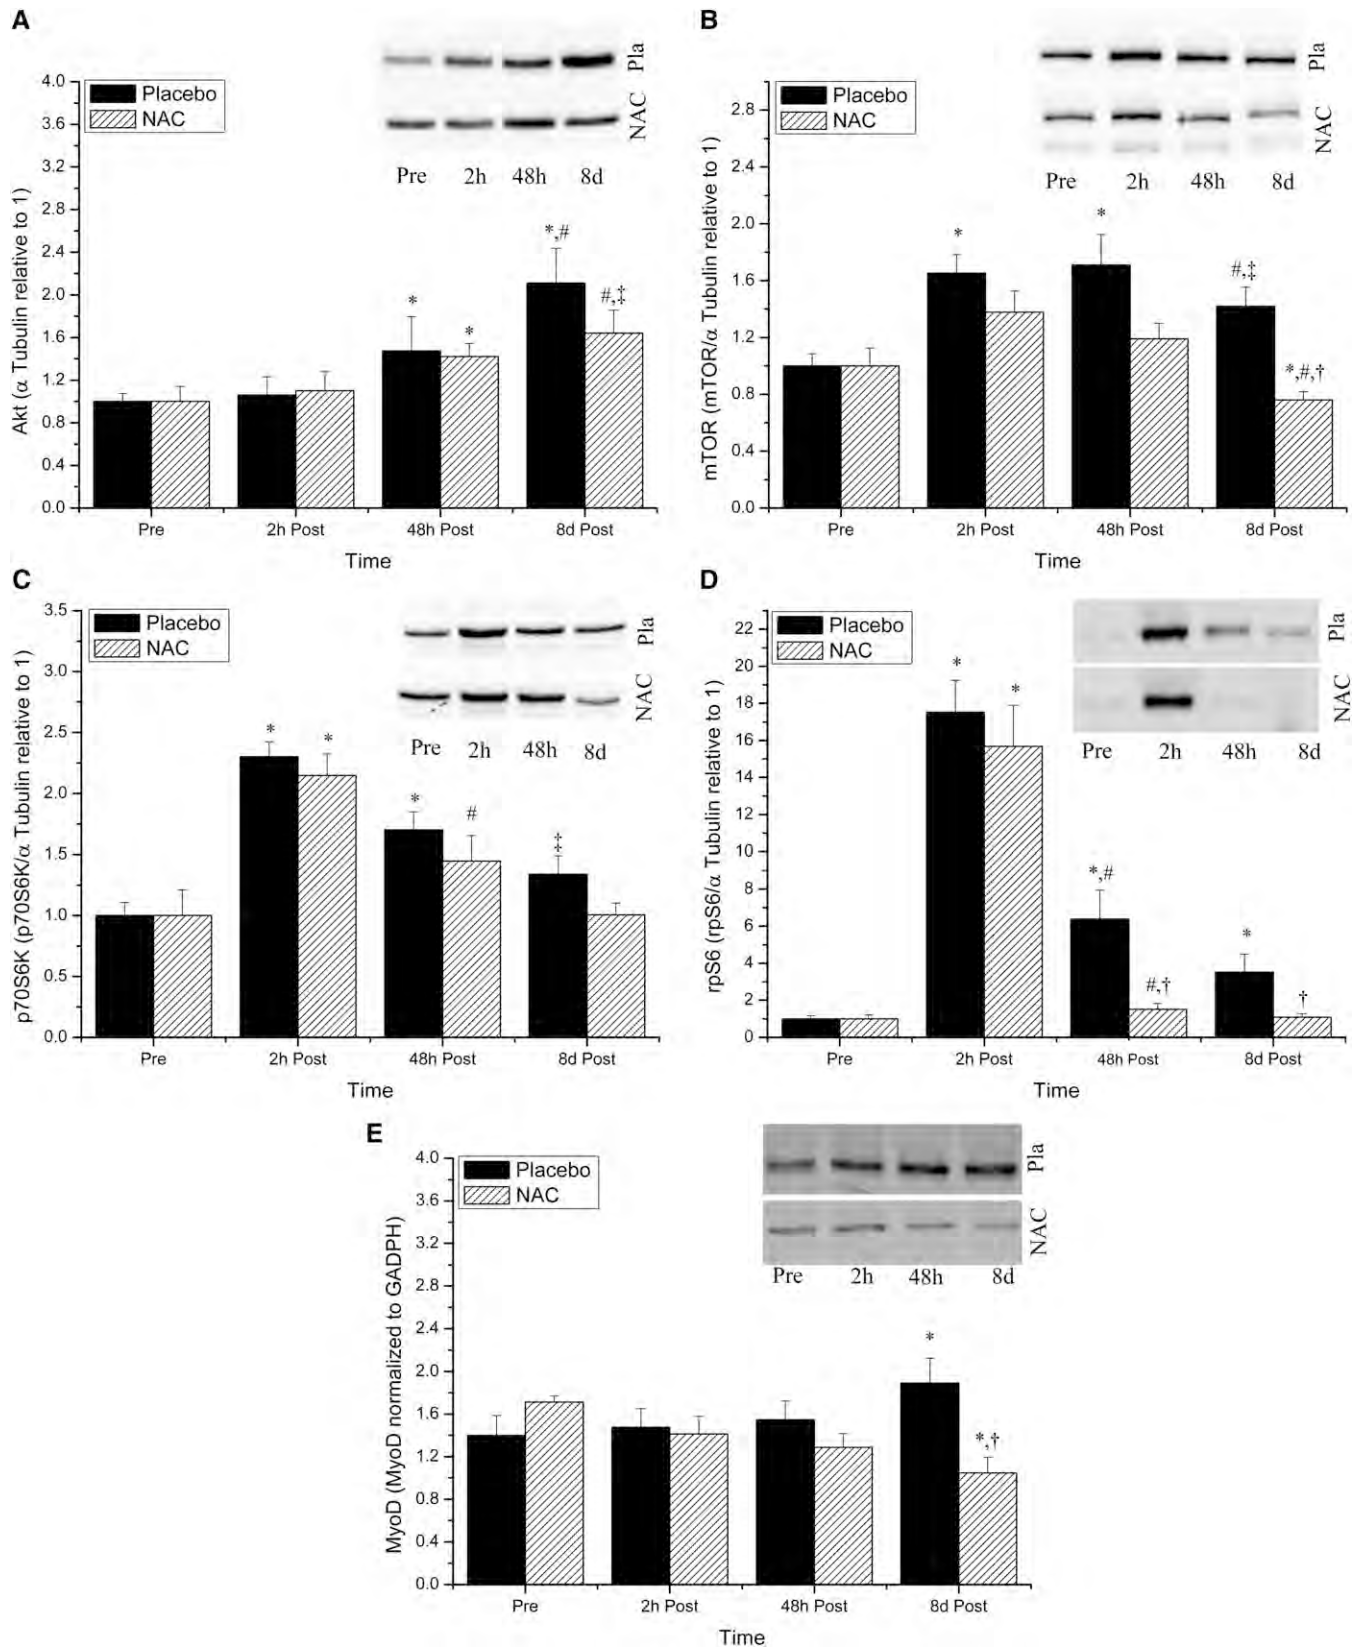 A
Akt (α Tubulin relative to 1)
4.0
3.6
3.2
2.8
2.4
2.0
1.6
1.2
0.8
0.4
0.0
Placebo
NAC
Pla
NAC
Pre 2h 48h 8d
*
*
*,#
#,‡
Pre 2h Post 48h Post 8d Post
Time
B
mTOR (mTOR/α Tubulin relative to 1)
2.8
2.4
2.0
1.6
1.2
0.8
0.4
0.0
Placebo
NAC
Pla
NAC
Pre 2h 48h 8d
*
*
#,‡
*,#,†
Pre 2h Post 48h Post 8d Post
Time
C
p70S6K (p70S6K/α Tubulin relative to 1)
3.5
3.0
2.5
2.0
1.5
1.0
0.5
0.0
Placebo
NAC
Pla
NAC
Pre 2h 48h 8d
*
*
*
#
‡
Pre 2h Post 48h Post 8d Post
Time
D
rpS6 (rpS6/α Tubulin relative to 1)
22
20
18
16
14
12
10
8
6
4
2
0
Placebo
NAC
Pla
NAC
Pre 2h 48h 8d
*
*
*,#
#,†
*
†
Pre 2h Post 48h Post 8d Post
Time
E
MyoD (MyoD normalized to GADPH)
4.0
3.6
3.2
2.8
2.4
2.0
1.6
1.2
0.8
0.4
0.0
Placebo
NAC
Pla
NAC
Pre 2h 48h 8d
*
*,†
Pre 2h Post 48h Post 8d Post
Time